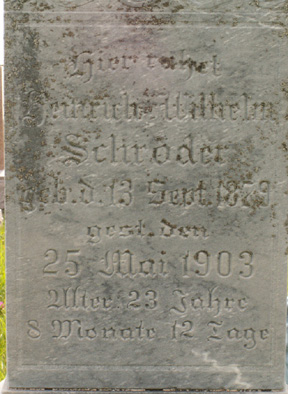 Hier ruhet
Heinrich Wilhelm
Schröder
geb. d. 13 Sept. 1879
gest. den
25 Mai 1903
Alter. 23 Jahre
8 Monate 12 Tage